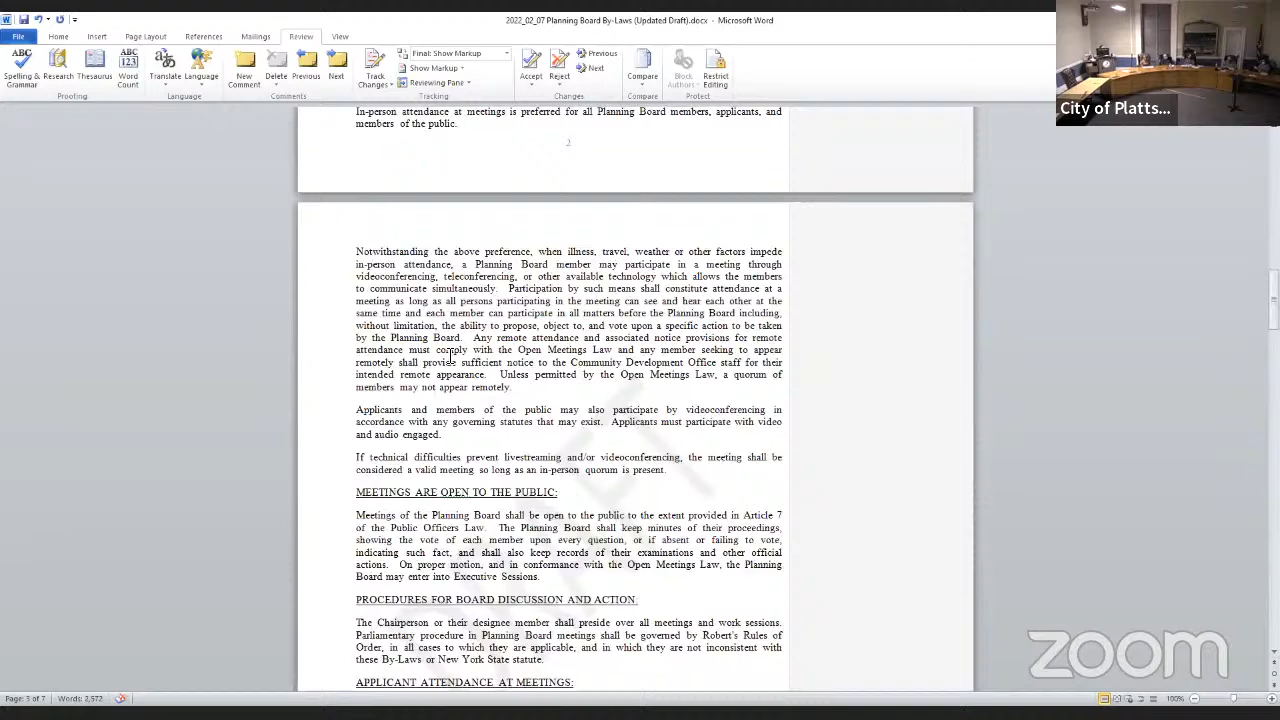 2022_02_07 Planning Board By-Laws (Updated Draft).docx - Microsoft Word
File Home Insert Page Layout References Mailings Review View
Spelling & Grammar Research Thesaurus Word Count Translate Language New Comment Delete Previous Next Track Changes Final: Show Markup Show Markup Reviewing Pane Accept Reject Previous Next Compare Block Authors Restrict Editing
Proofing Language Comments Tracking Changes Compare Protect
City of Platts...
In-person attendance at meetings is preferred for all Planning Board members, applicants, and
members of the public.
2
Notwithstanding the above preference, when illness, travel, weather or other factors impede
in-person attendance, a Planning Board member may participate in a meeting through
videoconferencing, teleconferencing, or other available technology which allows the members
to communicate simultaneously. Participation by such means shall constitute attendance at a
meeting as long as all persons participating in the meeting can see and hear each other at the
same time and each member can participate in all matters before the Planning Board including,
without limitation, the ability to propose, object to, and vote upon a specific action to be taken
by the Planning Board. Any remote attendance and associated notice provisions for remote
attendance must comply with the Open Meetings Law and any member seeking to appear
remotely shall provide sufficient notice to the Community Development Office staff for their
intended remote appearance. Unless permitted by the Open Meetings Law, a quorum of
members may not appear remotely.
Applicants and members of the public may also participate by videoconferencing in
accordance with any governing statutes that may exist. Applicants must participate with video
and audio engaged.
If technical difficulties prevent livestreaming and/or videoconferencing, the meeting shall be
considered a valid meeting so long as an in-person quorum is present.
MEETINGS ARE OPEN TO THE PUBLIC:
Meetings of the Planning Board shall be open to the public to the extent provided in Article 7
of the Public Officers Law. The Planning Board shall keep minutes of their proceedings,
showing the vote of each member upon every question, or if absent or failing to vote,
indicating such fact, and shall also keep records of their examinations and other official
actions. On proper motion, and in conformance with the Open Meetings Law, the Planning
Board may enter into Executive Sessions.
PROCEDURES FOR BOARD DISCUSSION AND ACTION:
The Chairperson or their designee member shall preside over all meetings and work sessions.
Parliamentary procedure in Planning Board meetings shall be governed by Robert's Rules of
Order, in all cases to which they are applicable, and in which they are not inconsistent with
these By-Laws or New York State statute.
APPLICANT ATTENDANCE AT MEETINGS:
DRAFT
zoom
Page: 3 of 7 Words: 2,572 100%